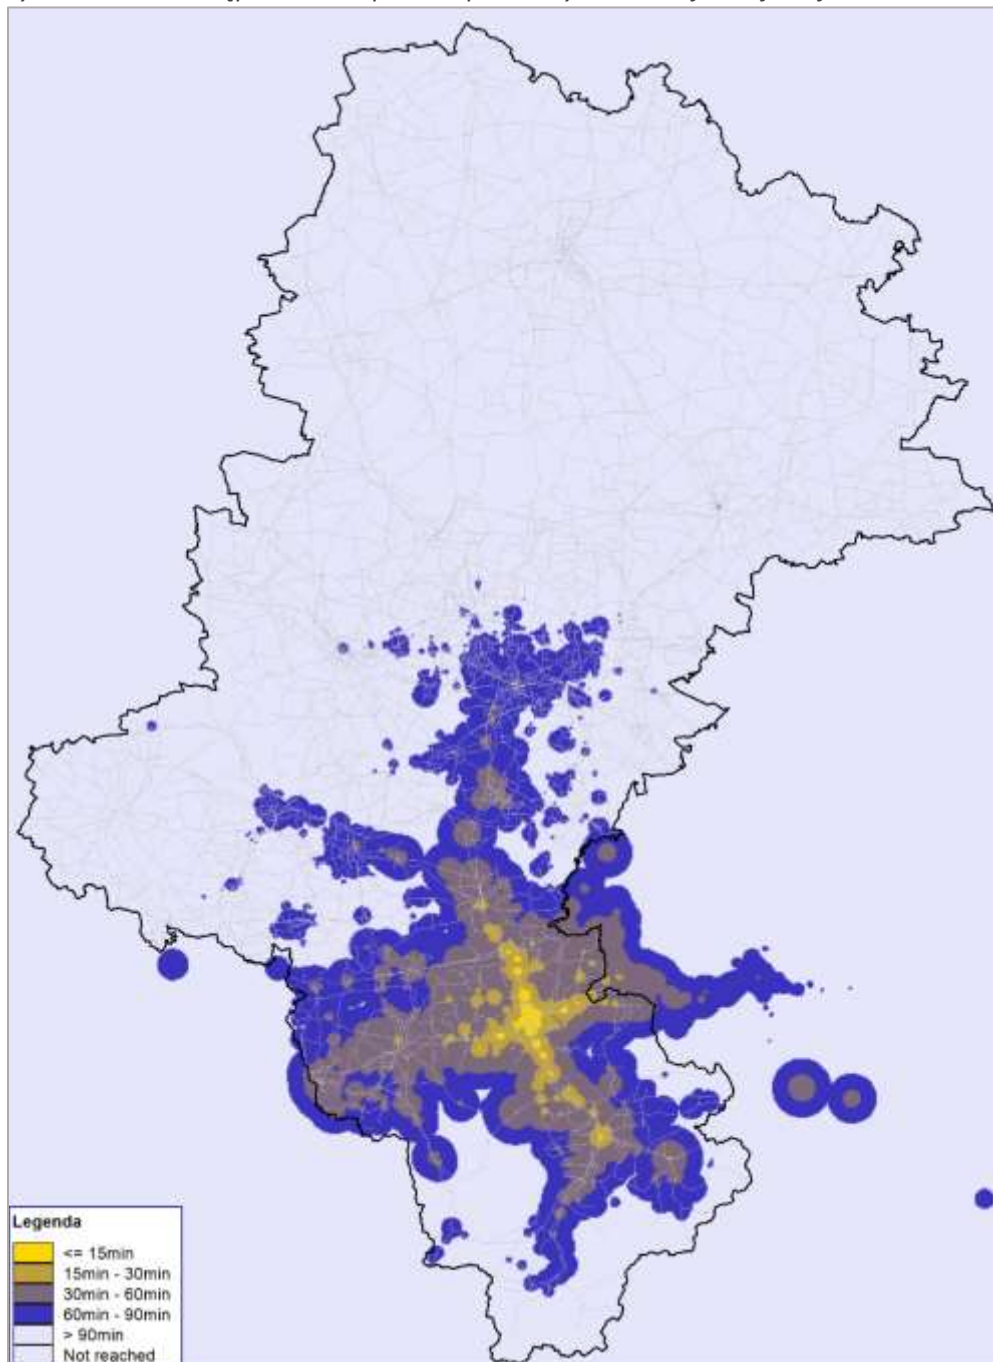 Legenda
<= 15min
15min - 30min
30min - 60min
60min - 90min
> 90min
Not reached